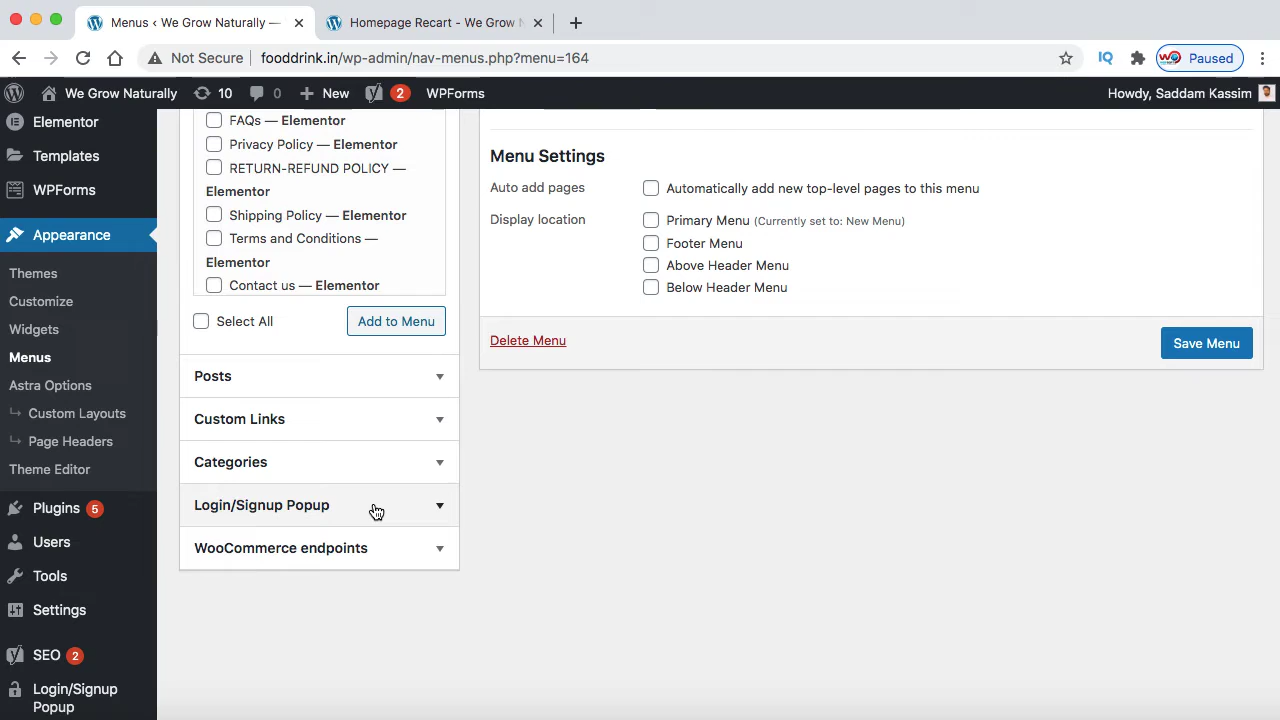 Menus < We Grow Naturally —
Homepage Recart - We Grow N
Not Secure
fooddrink.in/wp-admin/nav-menus.php?menu=164
IQ
Paused
We Grow Naturally
10
0
New
2
WPForms
Howdy, Saddam Kassim
Elementor
Templates
WPForms
Appearance
Themes
Customize
Widgets
Menus
Astra Options
Custom Layouts
Page Headers
Theme Editor
Plugins 5
Users
Tools
Settings
SEO 2
Login/Signup
Popup
FAQs — Elementor
Privacy Policy — Elementor
RETURN-REFUND POLICY —
Elementor
Shipping Policy — Elementor
Terms and Conditions —
Elementor
Contact us — Elementor
Select All
Add to Menu
Posts
Custom Links
Categories
Login/Signup Popup
WooCommerce endpoints
Menu Settings
Auto add pages
Automatically add new top-level pages to this menu
Display location
Primary Menu (Currently set to: New Menu)
Footer Menu
Above Header Menu
Below Header Menu
Delete Menu
Save Menu